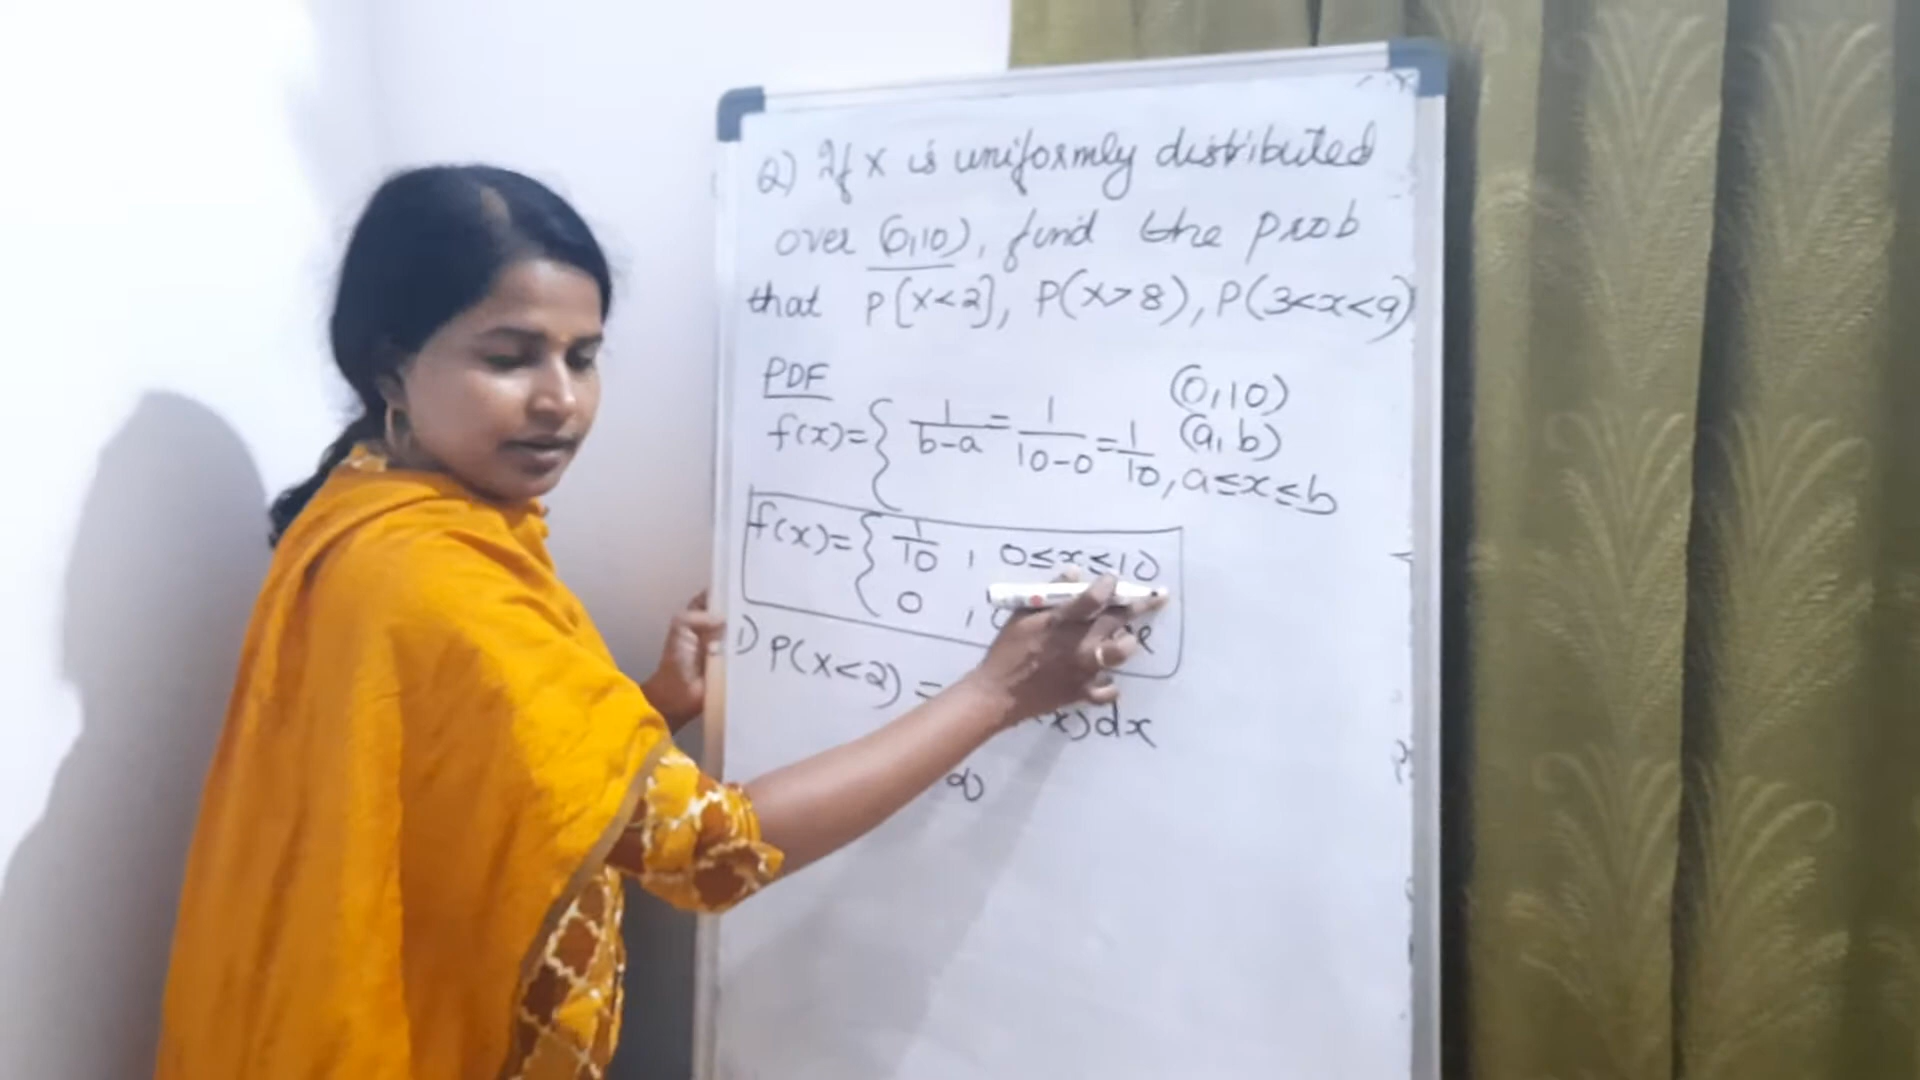 2) If X is uniformly distributed
over (0,10), find the prob
that P[X<2], P(X>8), P(3<x<9)
PDF
(0,10)
f(x)={ 1/b-a = 1/10-0 = 1/10, a≤x≤b
(a, b)
f(x)={ 1/10 , 0≤x≤10
0 ,
1) P(X<2) = (x)dx